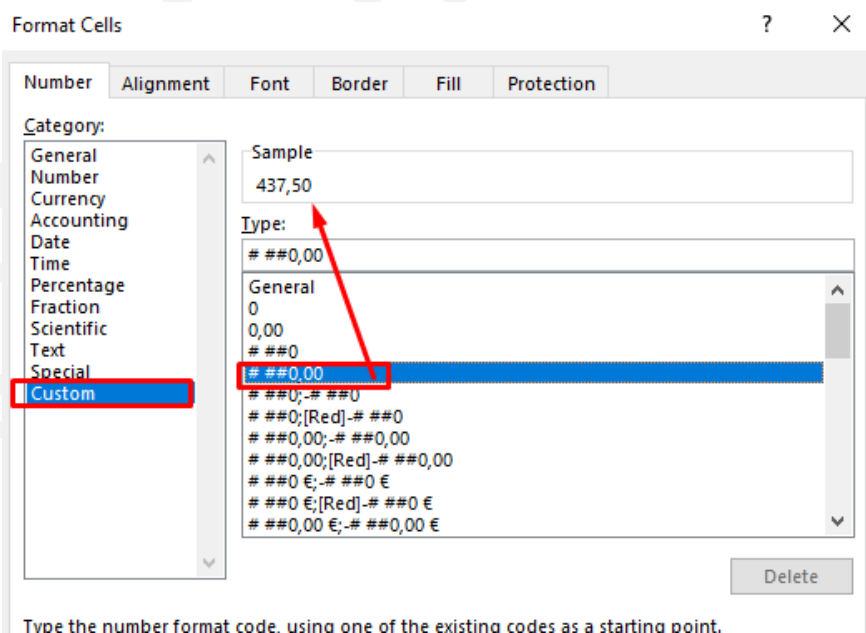 Format Cells ? ✕
Number Alignment Font Border Fill Protection
Category:
General
Number
Currency
Accounting
Date
Time
Percentage
Fraction
Scientific
Text
Special
Custom
Sample
437,50
Type:
# ##0,00
General
0
0,00
# ##0
# ##0,00
# ##0;-# ##0
# ##0;[Red]-# ##0
# ##0,00;-# ##0,00
# ##0,00;[Red]-# ##0,00
# ##0 €;-# ##0 €
# ##0 €;[Red]-# ##0 €
# ##0,00 €;-# ##0,00 €
Delete
Type the number format code, using one of the existing codes as a starting point.